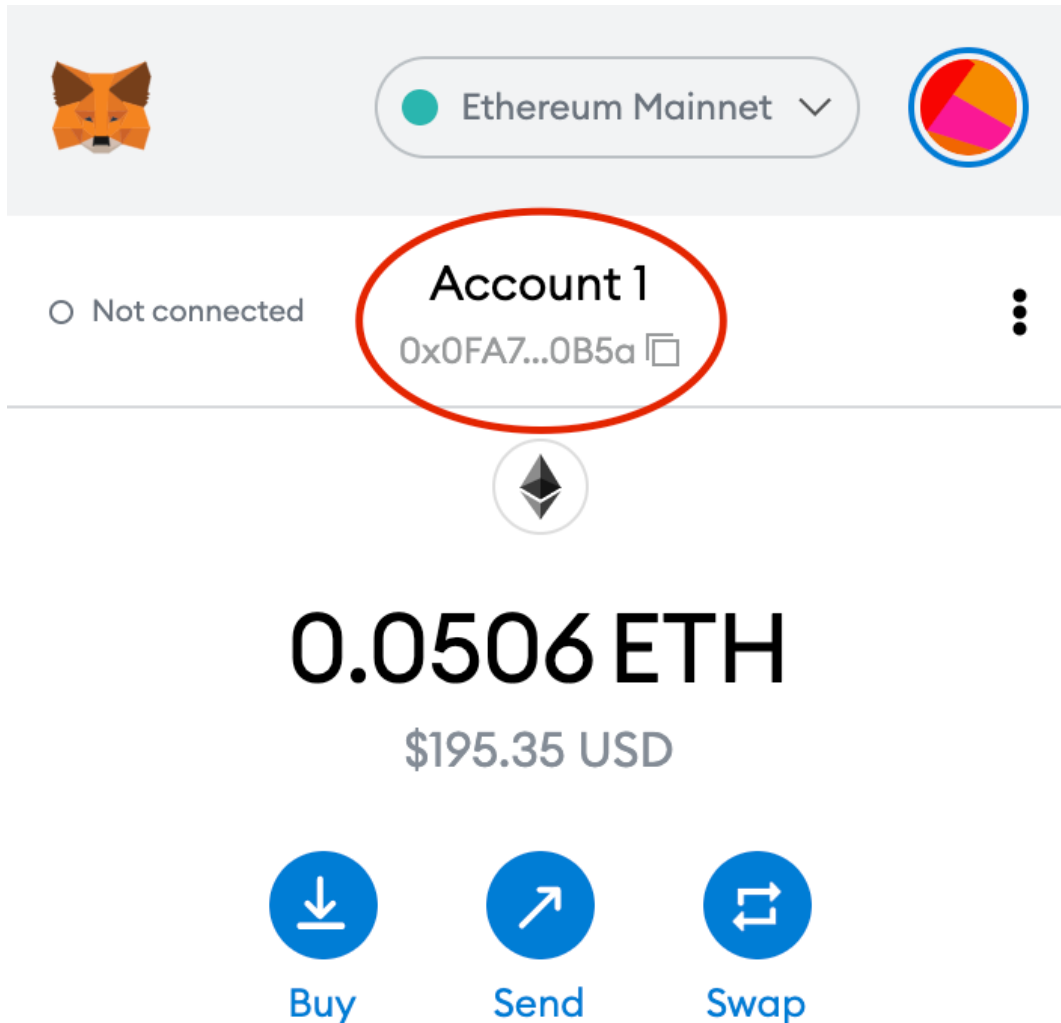 Ethereum Mainnet
Not connected
Account 1
0x0FA7...0B5a
0.0506 ETH
$195.35 USD
Buy
Send
Swap